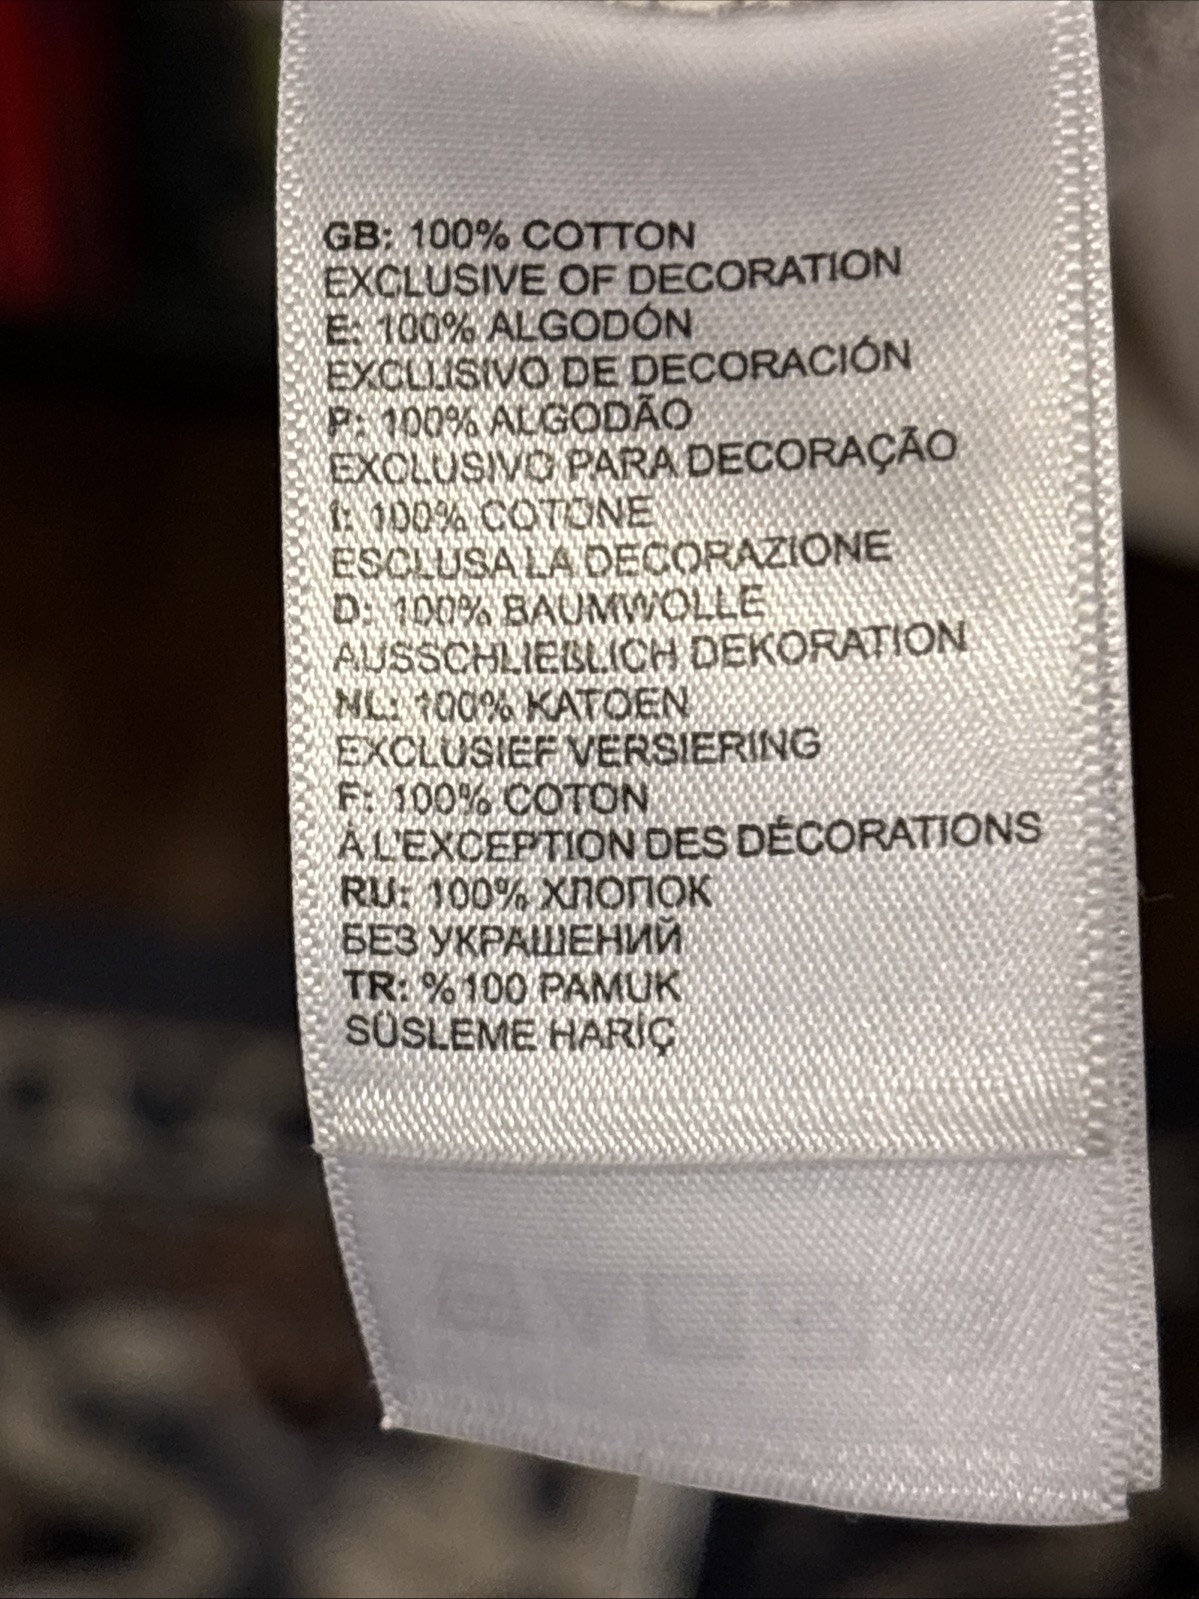 GB: 100% COTTON
EXCLUSIVE OF DECORATION
E: 100% ALGODÓN
EXCLUSIVO DE DECORACIÓN
P: 100% ALGODÃO
EXCLUSIVO PARA DECORAÇÃO
I: 100% COTONE
ESCLUSA LA DECORAZIONE
D: 100% BAUMWOLLE
AUSSCHLIEßLICH DEKORATION
NL: 100% KATOEN
EXCLUSIEF VERSIERING
F: 100% COTON
À L'EXCEPTION DES DÉCORATIONS
RU: 100% ХЛОПОК
БЕЗ УКРАШЕНИЙ
TR: %100 PAMUK
SÜSLEME HARİÇ